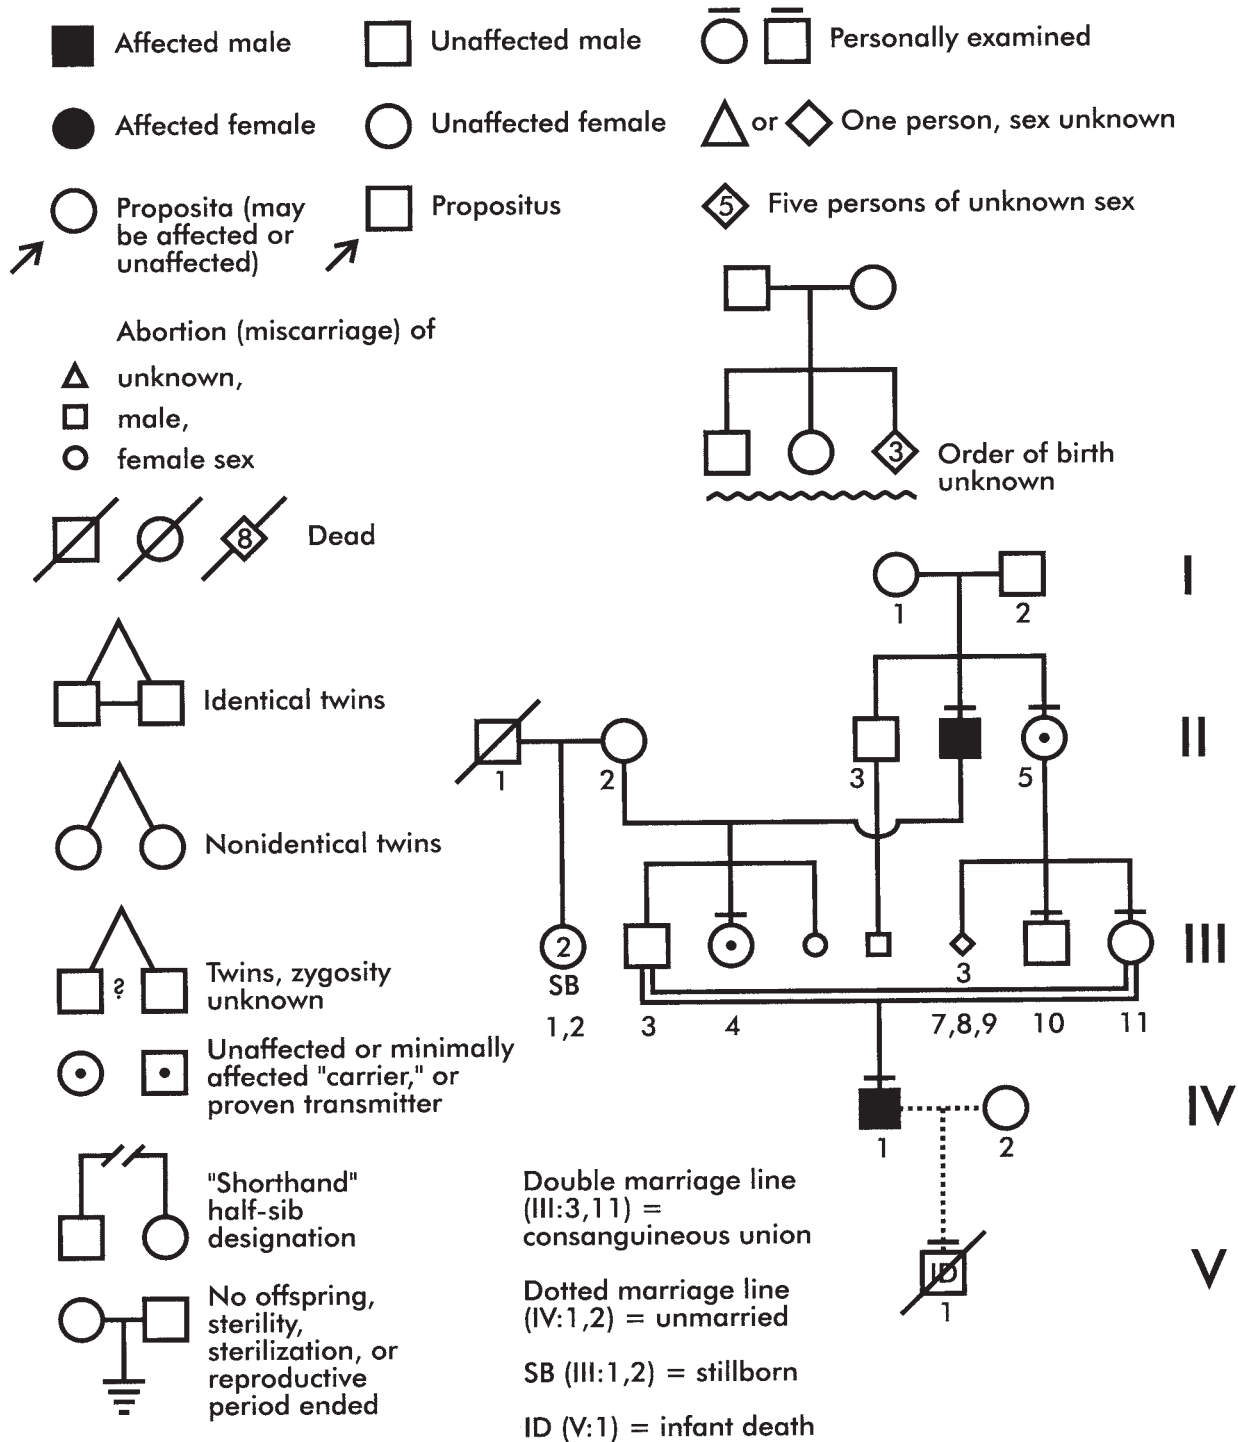 Affected male
Unaffected male
Personally examined
Affected female
Unaffected female
or
One person, sex unknown
Proposita (may
be affected or
unaffected)
Propositus
5
Five persons of unknown sex
Abortion (miscarriage) of
unknown,
male,
female sex
3
Order of birth
unknown
8
Dead
1
2
I
Identical twins
1
2
3
5
II
Nonidentical twins
2
SB
1,2
3
4
3
7,8,9
10
11
III
?
Twins, zygosity
unknown
Unaffected or minimally
affected "carrier," or
proven transmitter
1
2
IV
"Shorthand"
half-sib
designation
Double marriage line
(III:3,11) =
consanguineous union
ID
1
V
No offspring,
sterility,
sterilization, or
reproductive
period ended
Dotted marriage line
(IV:1,2) = unmarried
SB (III:1,2) = stillborn
ID (V:1) = infant death